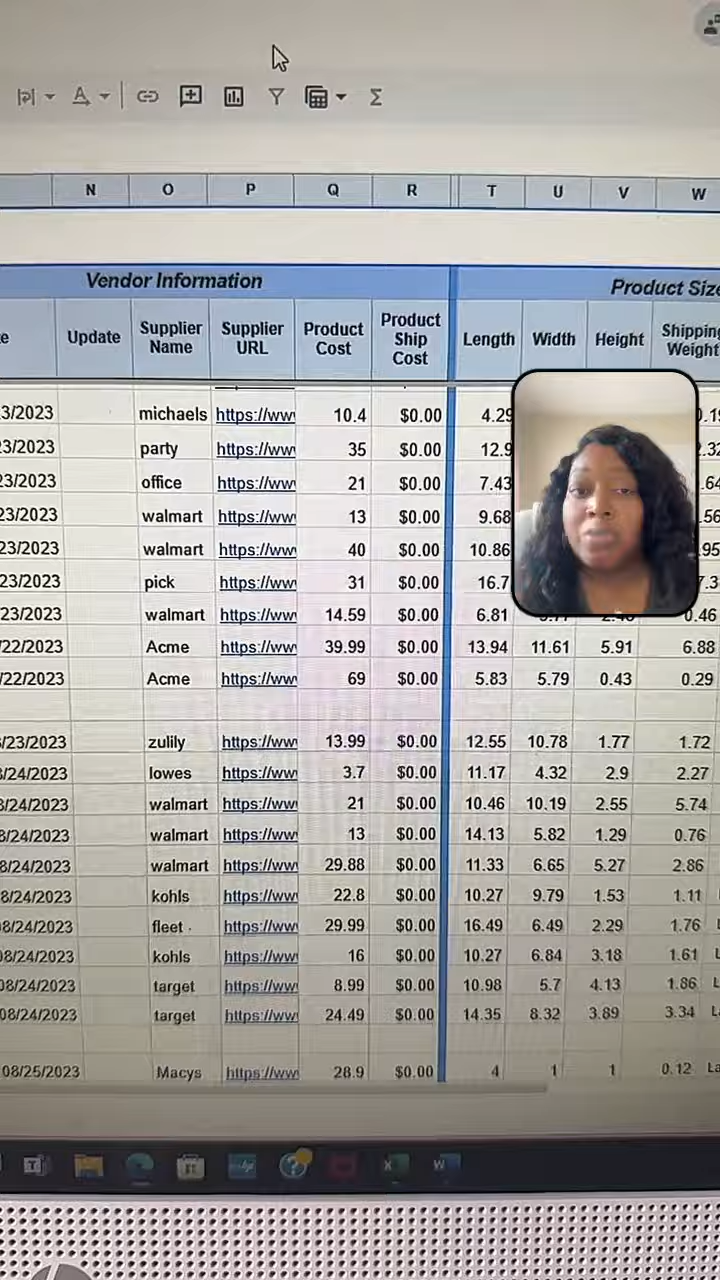 N O P Q R T U V W
Vendor Information Product Size
Update Supplier Name Supplier URL Product Cost Product Ship Cost Length Width Height Shipping Weight
3/2023 michaels https://ww 10.4 $0.00 4.29
23/2023 party https://ww 35 $0.00 12.9
23/2023 office https://ww 21 $0.00 7.43
23/2023 walmart https://ww 13 $0.00 9.68
23/2023 walmart https://ww 40 $0.00 10.86
23/2023 pick https://ww 31 $0.00 16.7
23/2023 walmart https://ww 14.59 $0.00 6.81 0.46
/22/2023 Acme https://ww 39.99 $0.00 13.94 11.61 5.91 6.88
/22/2023 Acme https://ww 69 $0.00 5.83 5.79 0.43 0.29
/23/2023 zulily https://ww 13.99 $0.00 12.55 10.78 1.77 1.72
/24/2023 lowes https://ww 3.7 $0.00 11.17 4.32 2.9 2.27
8/24/2023 walmart https://ww 21 $0.00 10.46 10.19 2.55 5.74
8/24/2023 walmart https://ww 13 $0.00 14.13 5.82 1.29 0.76
8/24/2023 walmart https://ww 29.88 $0.00 11.33 6.65 5.27 2.86
8/24/2023 kohls https://ww 22.8 $0.00 10.27 9.79 1.53 1.11
08/24/2023 fleet https://ww 29.99 $0.00 16.49 6.49 2.29 1.76
08/24/2023 kohls https://ww 16 $0.00 10.27 6.84 3.18 1.61
08/24/2023 target https://ww 8.99 $0.00 10.98 5.7 4.13 1.86
08/24/2023 target https://ww 24.49 $0.00 14.35 8.32 3.89 3.34
08/25/2023 Macys https://ww 28.9 $0.00 4 1 1 0.12 La